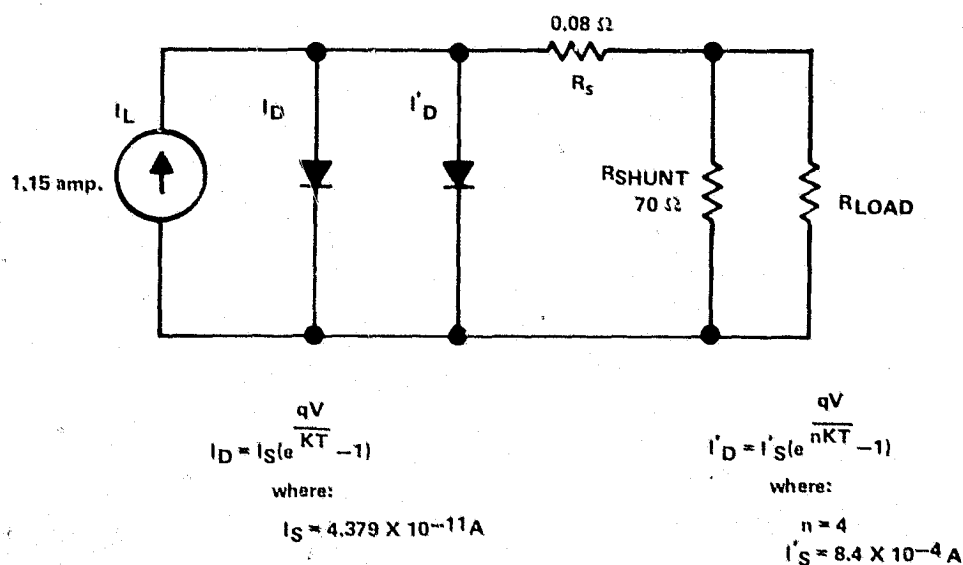 0.08 Ω
R_s
I_L
1.15 amp.
I_D
I'_D
R_SHUNT
70 Ω
R_LOAD
I_D = I_S(e^{qV/KT} -1)
where:
I_S = 4.379 X 10^{-11} A
I'_D = I'_S(e^{qV/nKT} -1)
where:
n = 4
I'_S = 8.4 X 10^{-4} A